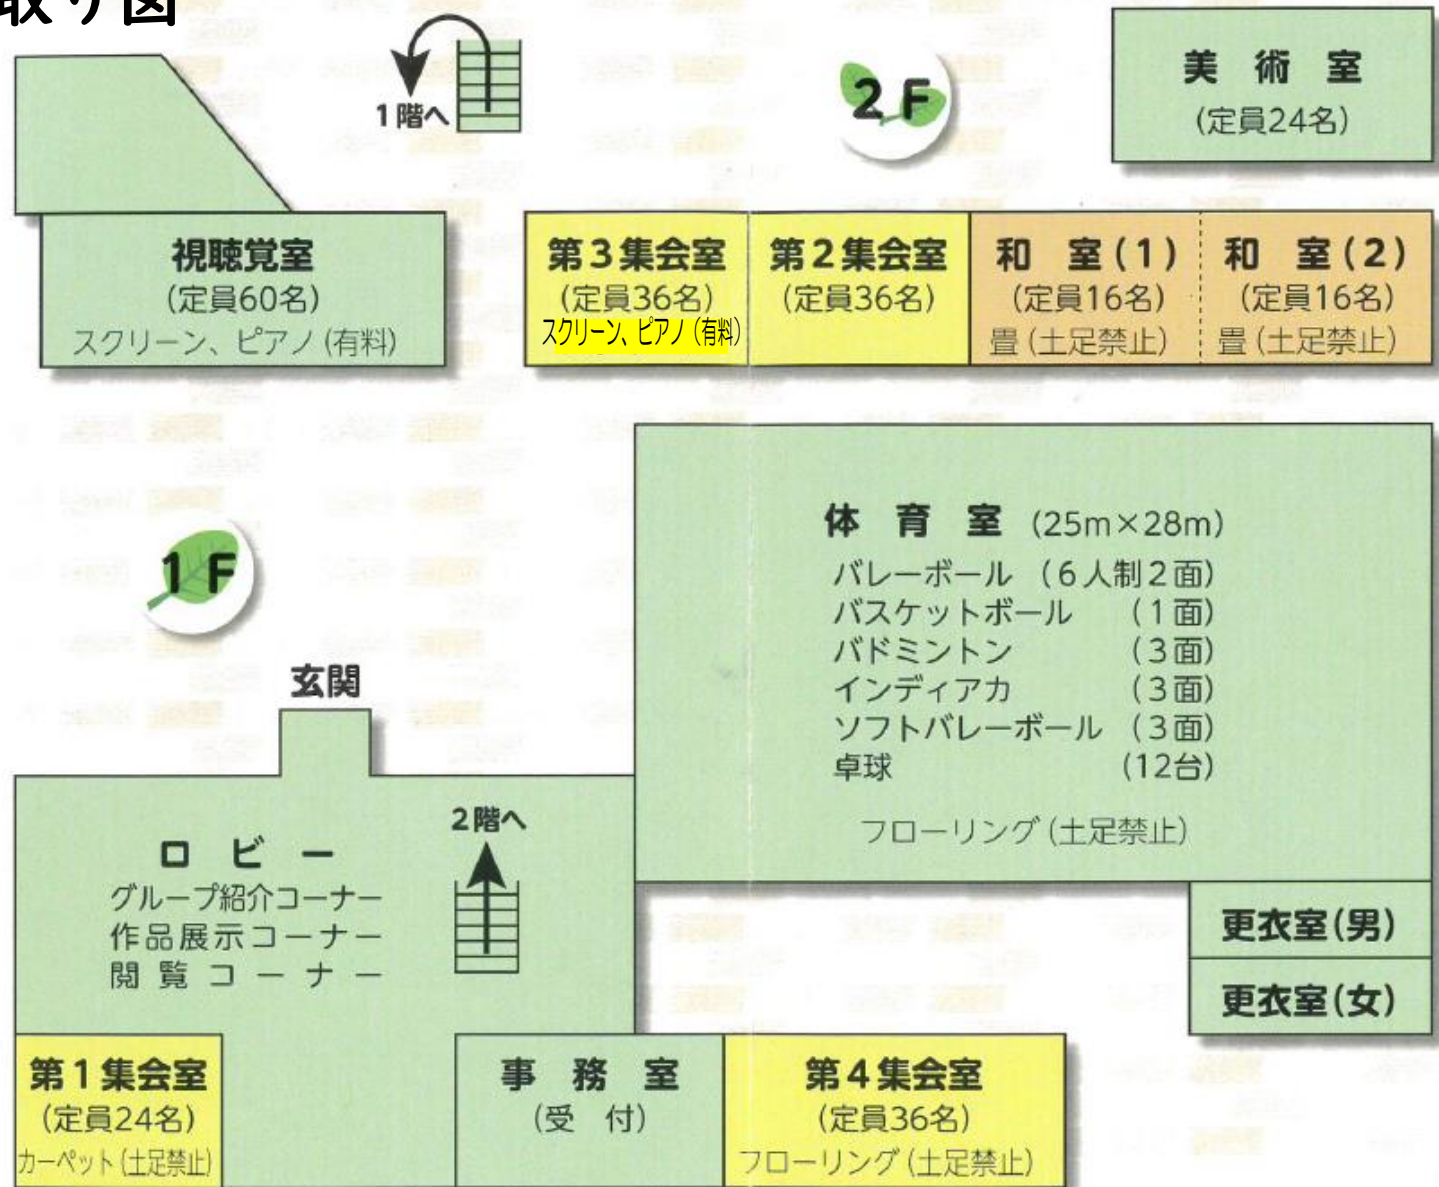 取り図
1階へ
2F
美術室
(定員24名)
視聴覚室
(定員60名)
スクリーン、ピアノ(有料)
第3集会室
(定員36名)
スクリーン、ピアノ(有料)
第2集会室
(定員36名)
和室(1)
(定員16名)
畳(土足禁止)
和室(2)
(定員16名)
畳(土足禁止)
1F
玄関
体育室 (25m×28m)
バレーボール (6人制2面)
バスケットボール (1面)
バドミントン (3面)
インディアカ (3面)
ソフトバレーボール (3面)
卓球 (12台)
フローリング(土足禁止)
2階へ
ロビー
グループ紹介コーナー
作品展示コーナー
閲覧コーナー
更衣室(男)
更衣室(女)
第1集会室
(定員24名)
カーペット(土足禁止)
事務室
(受付)
第4集会室
(定員36名)
フローリング(土足禁止)